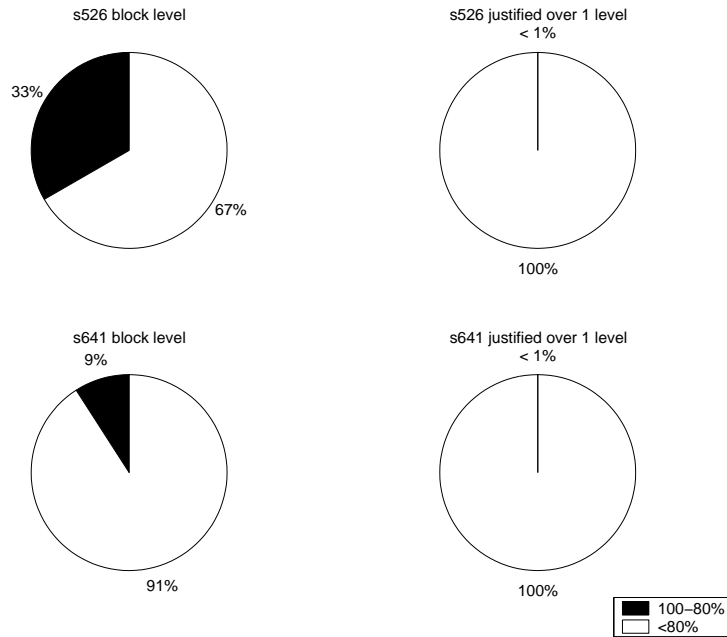 s526 block level
33%
67%
s526 justified over 1 level
< 1%
100%
s641 block level
9%
91%
s641 justified over 1 level
< 1%
100%
100−80%
<80%